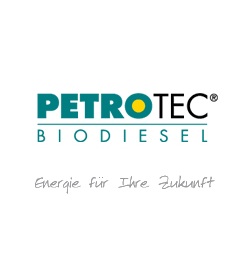 PETROTEC®
BIODIESEL
Energie für Ihre Zukunft